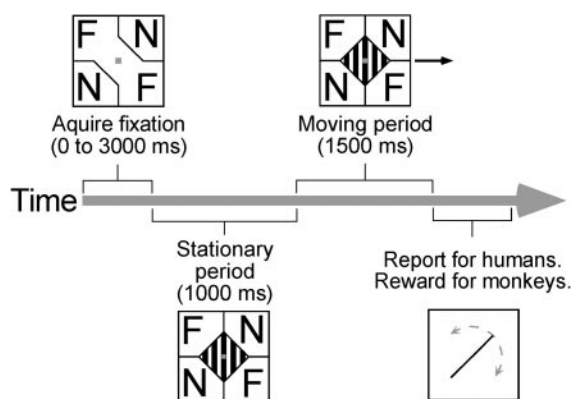 F N
N F
Aquire fixation
(0 to 3000 ms)
F N
N F
Moving period
(1500 ms)
Time
Stationary
period
(1000 ms)
F N
N F
Report for humans.
Reward for monkeys.